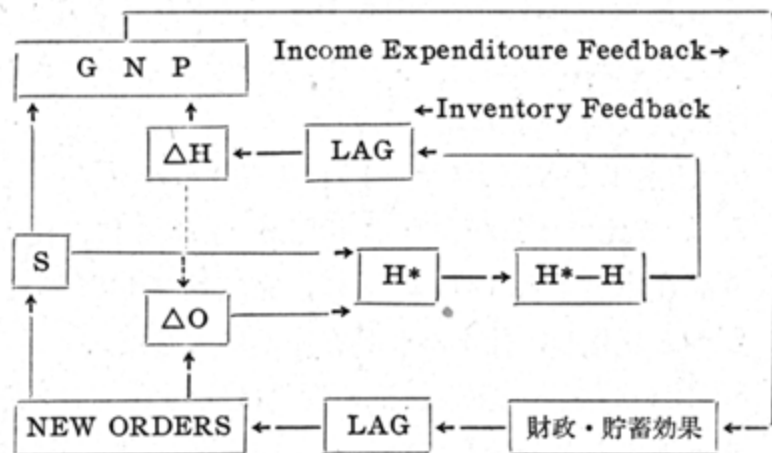 G N P
Income Expenditoure Feedback→
←Inventory Feedback
△H
LAG
S
H*
H*—H
△O
NEW ORDERS
LAG
財政・貯蓄効果